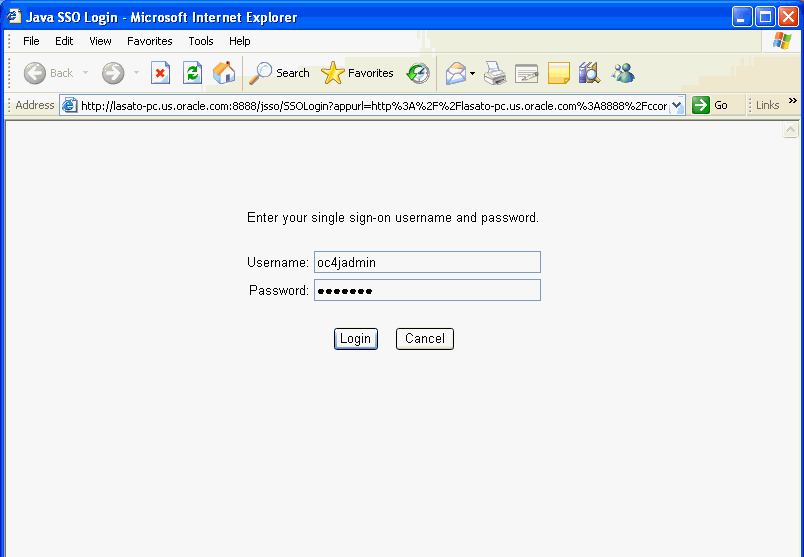 Java SSO Login - Microsoft Internet Explorer
File Edit View Favorites Tools Help
Back Search Favorites
Address http://lasato-pc.us.oracle.com:8888/jsso/SSOLogin?appurl=http%3A%2F%2Flasato-pc.us.oracle.com%3A8888%2Fccor Go Links »
Enter your single sign-on username and password.
Username: oc4jadmin
Password: ●●●●●●●
Login Cancel